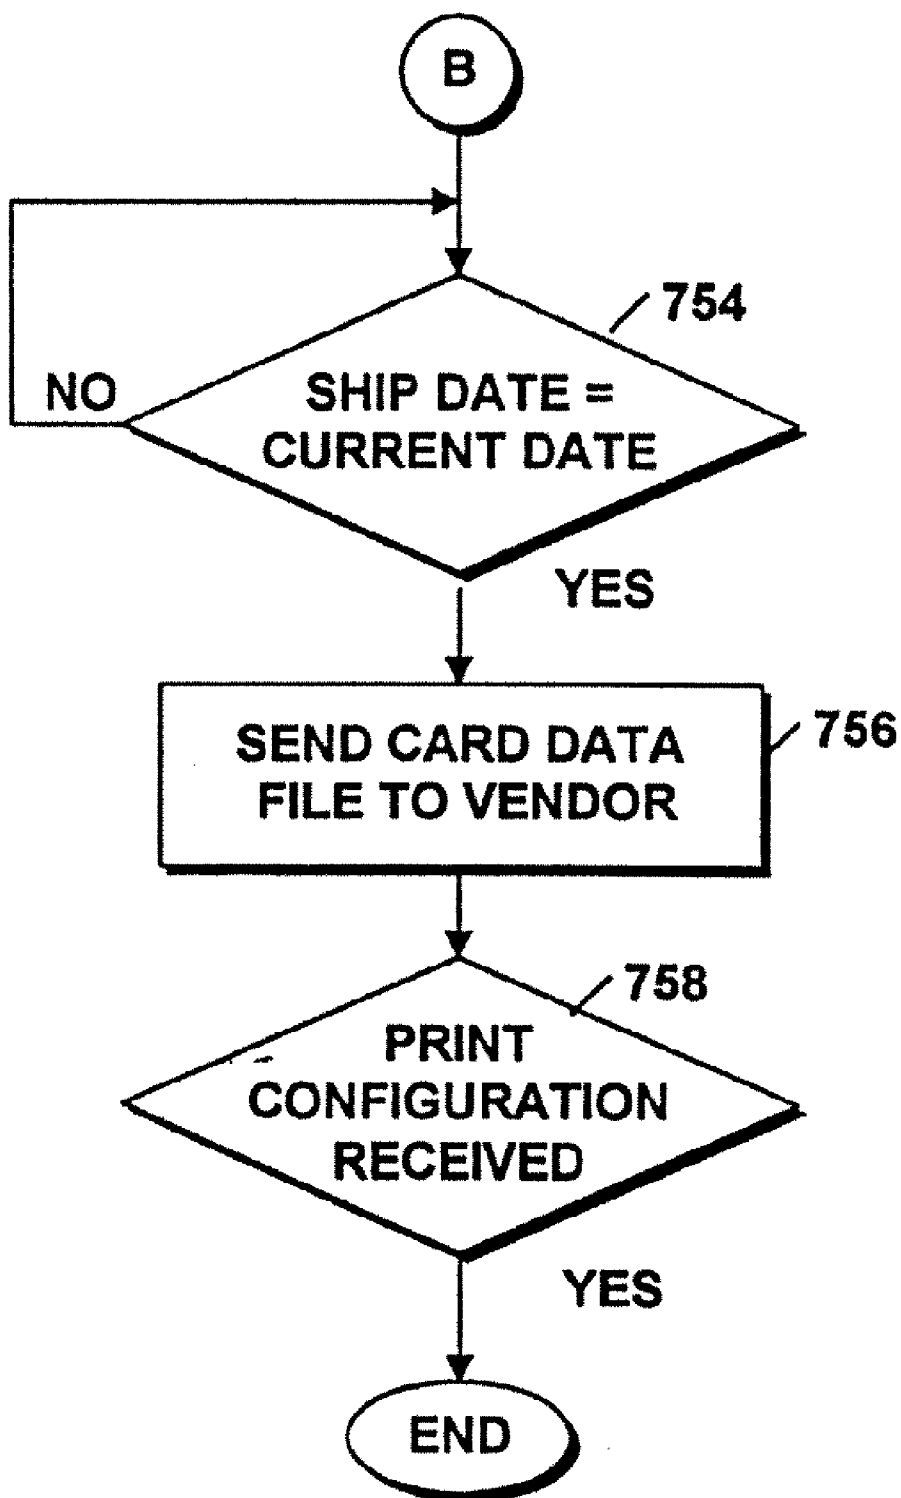 B
754
SHIP DATE =
NO
CURRENT DATE
YES
SEND CARD DATA
756
FILE TO VENDOR
758
PRINT
CONFIGURATION
RECEIVED
YES
END